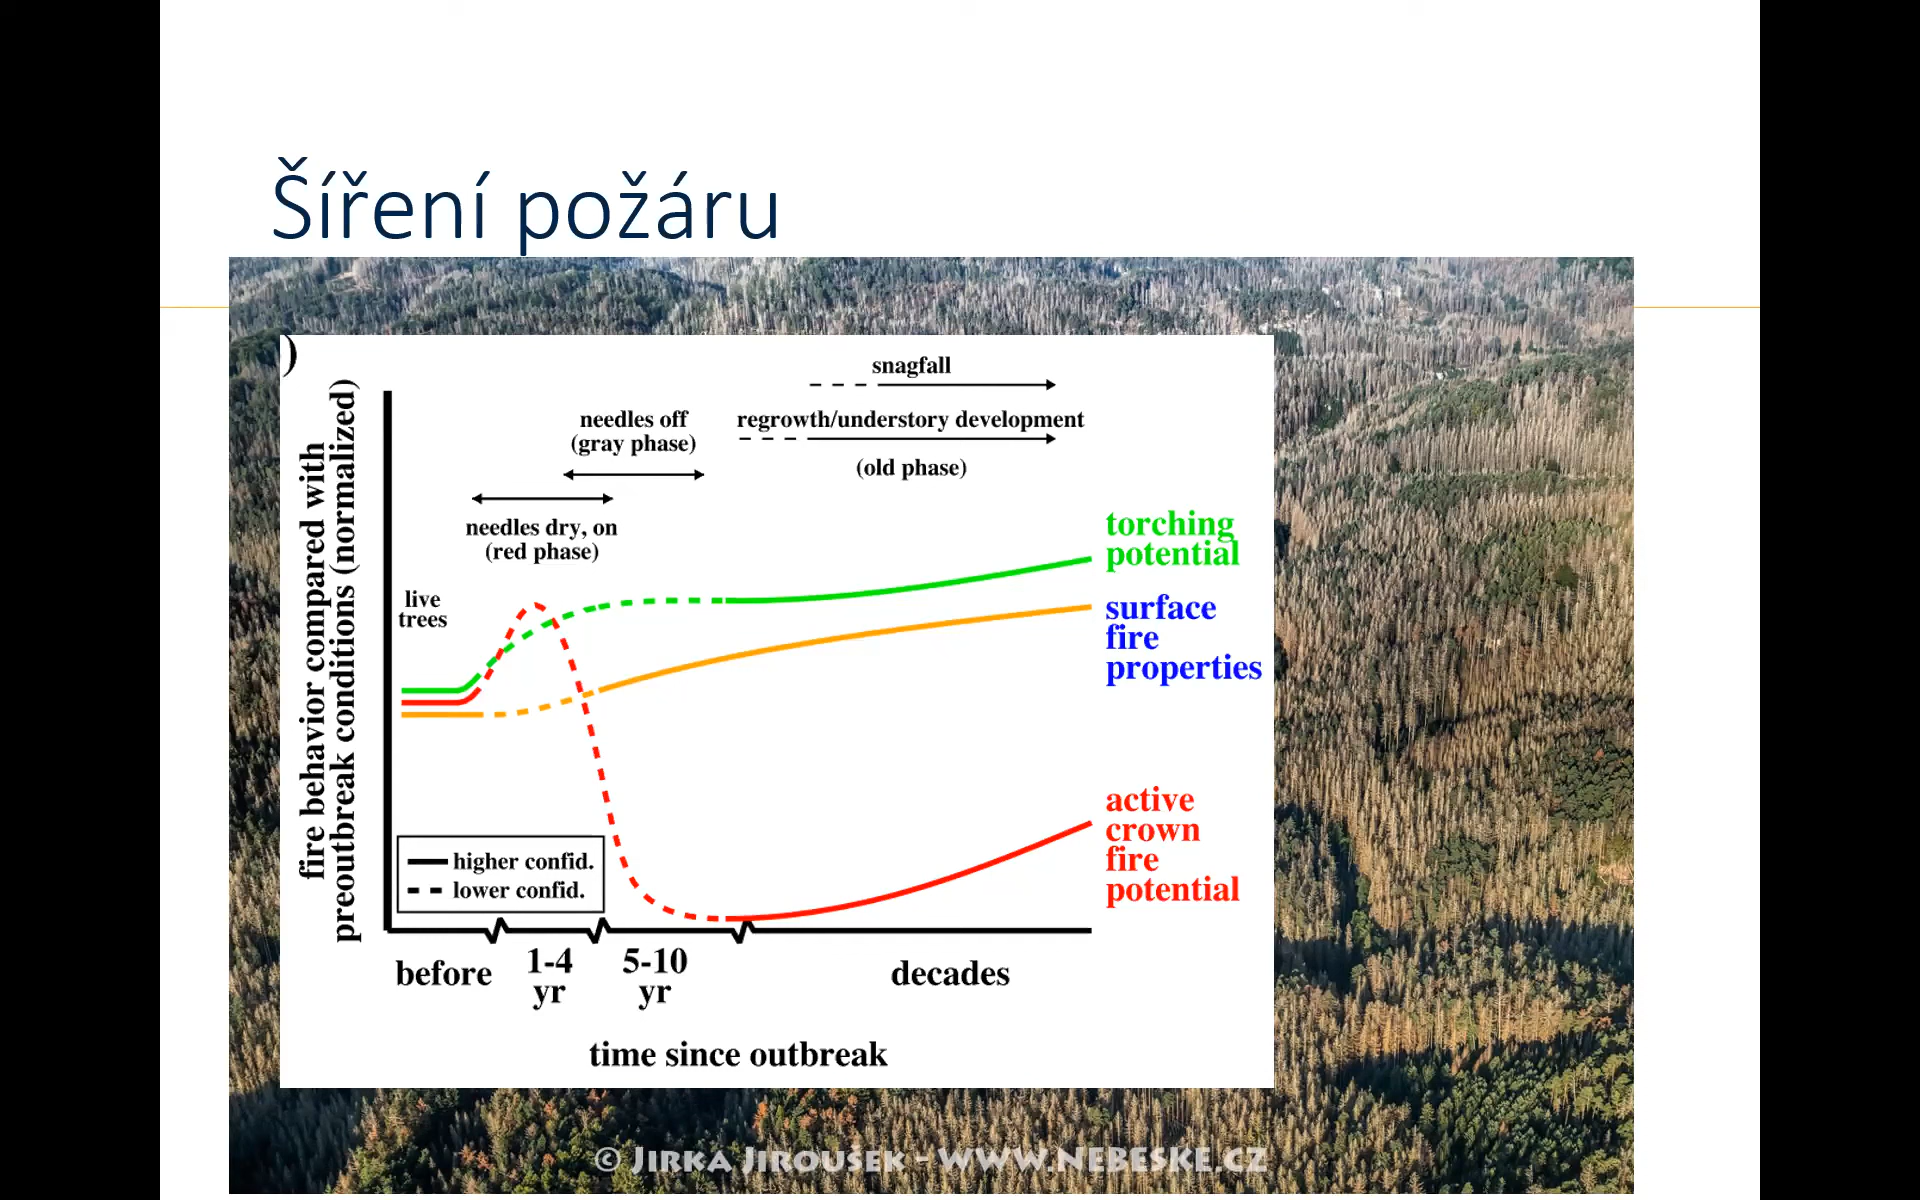 Šíření požáru
)
fire behavior compared with
preoutbreak conditions (normalized)
snagfall
needles off
(gray phase)
regrowth/understory development
(old phase)
needles dry, on
(red phase)
live
trees
torching
potential
surface
fire
properties
active
crown
fire
potential
higher confid.
lower confid.
before
1-4
yr
5-10
yr
decades
time since outbreak
© Jirka Jiroušek - www.nebeske.cz